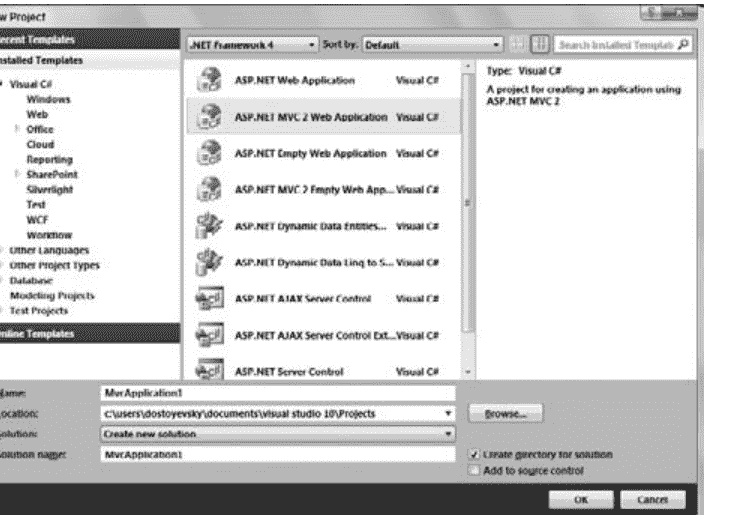 w Project
ecent Templates
nstalled Templates
Visual C#
Windows
Web
Office
Cloud
Reporting
SharePoint
Silverlight
Test
WCF
Workflow
Other Languages
Other Project Types
Database
Modeling Projects
Test Projects
nline Templates
.NET Framework 4
Sort by: Default
Search Installed Templat
ASP.NET Web Application Visual C#
ASP.NET MVC 2 Web Application Visual C#
ASP.NET Empty Web Application Visual C#
ASP.NET MVC 2 Empty Web App... Visual C#
ASP.NET Dynamic Data Entities... Visual C#
ASP.NET Dynamic Data Linq to S... Visual C#
ASP.NET AJAX Server Control Visual C#
ASP.NET AJAX Server Control Ext... Visual C#
ASP.NET Server Control Visual C#
Type: Visual C#
A project for creating an application using
ASP.NET MVC 2
Name: MvcApplication1
ocation: c:\users\dostoyevsky\documents\visual studio 10\Projects Browse...
olution: Create new solution
olution name: MvcApplication1
Create directory for solution
Add to source control
OK Cancel